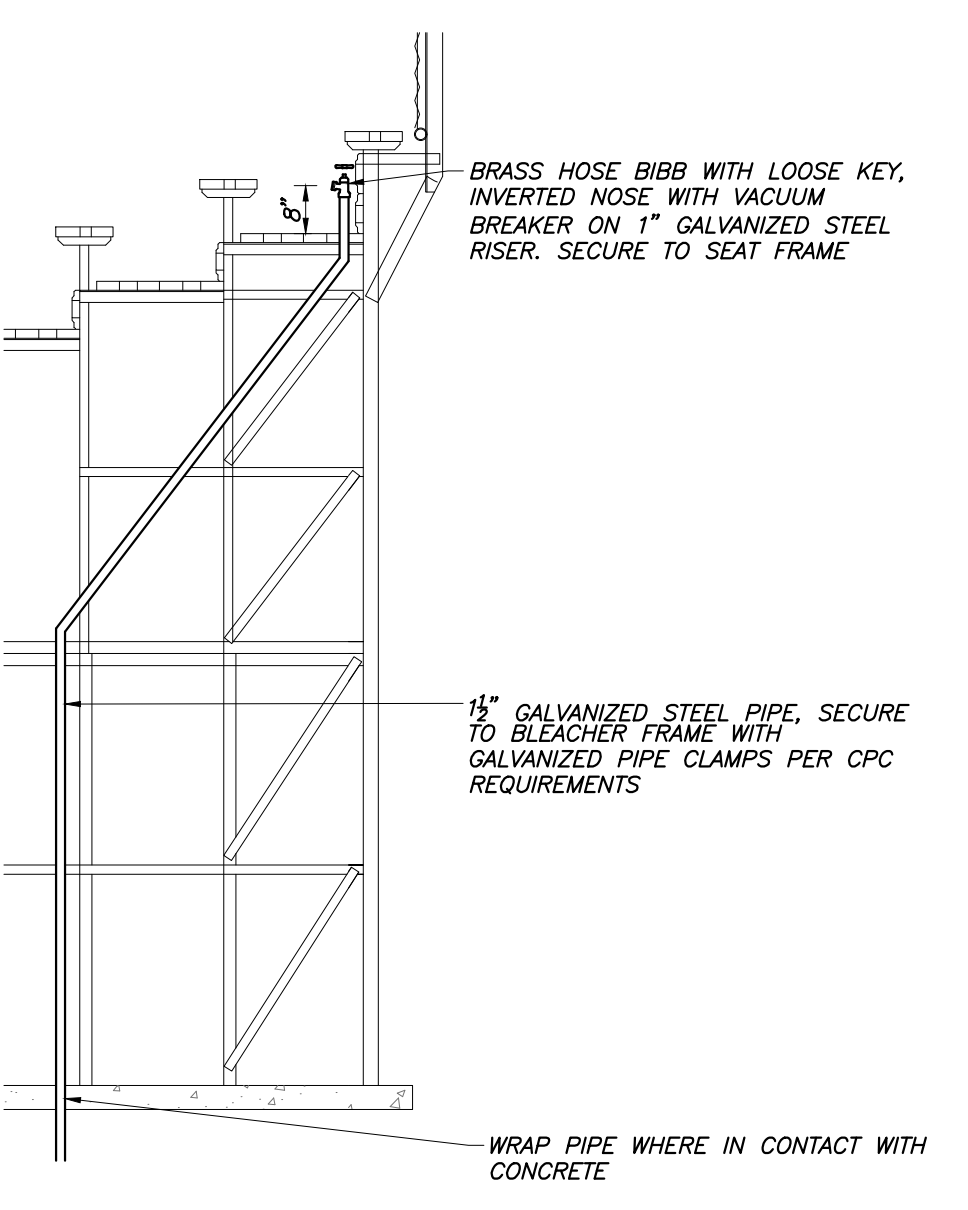 BRASS HOSE BIBB WITH LOOSE KEY,
INVERTED NOSE WITH VACUUM
BREAKER ON 1" GALVANIZED STEEL
RISER. SECURE TO SEAT FRAME
8"
1½" GALVANIZED STEEL PIPE, SECURE
TO BLEACHER FRAME WITH
GALVANIZED PIPE CLAMPS PER CPC
REQUIREMENTS
WRAP PIPE WHERE IN CONTACT WITH
CONCRETE